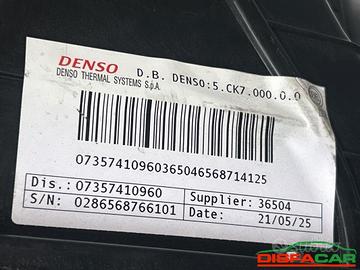 DENSO D.B. DENSO:5.CK7.000.0.0
DENSO THERMAL SYSTEMS S.p.A.
07357410960365046568714125
Dis.: 07357410960 Supplier: 36504
S/N: 0286568766101 Date: 21/05/25
DISFACAR